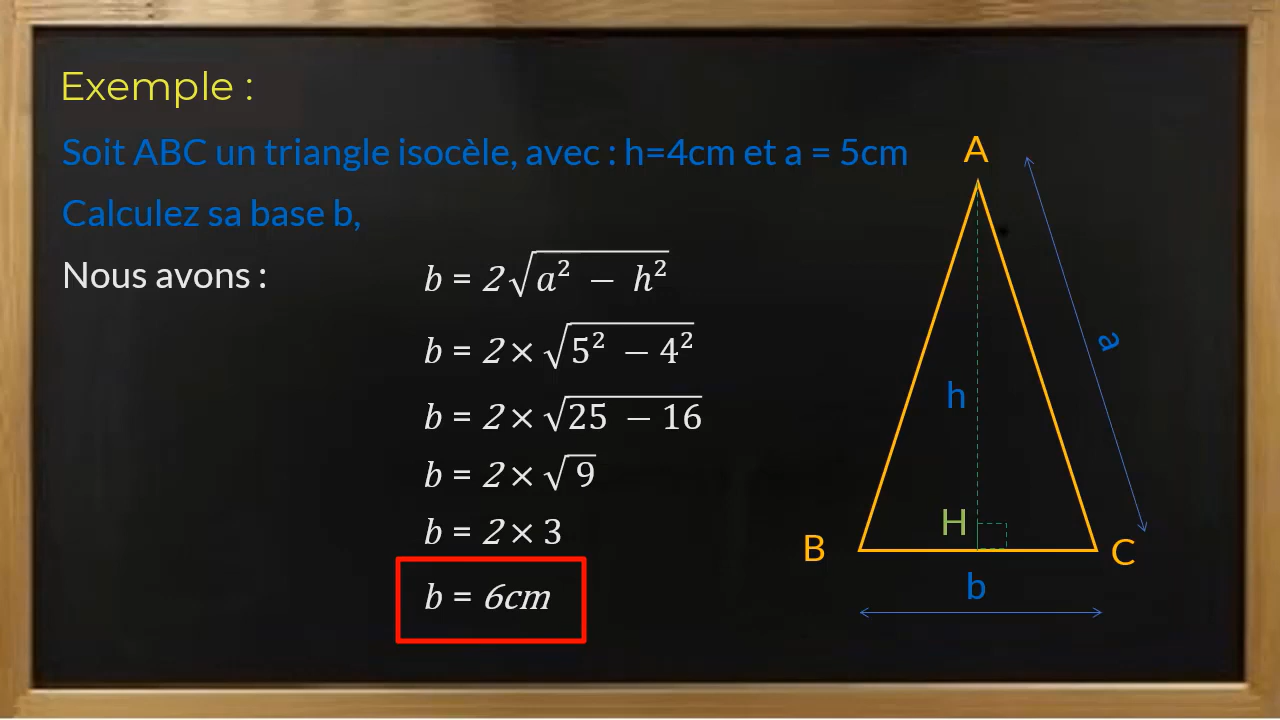 Exemple :
Soit ABC un triangle isocèle, avec : h=4cm et a = 5cm
Calculez sa base b,
Nous avons :
b = 2√(a² − h²)
b = 2 × √(5² − 4²)
b = 2 × √(25 − 16)
b = 2 × √9
b = 2 × 3
b = 6cm
A
a
h
H
B
C
b